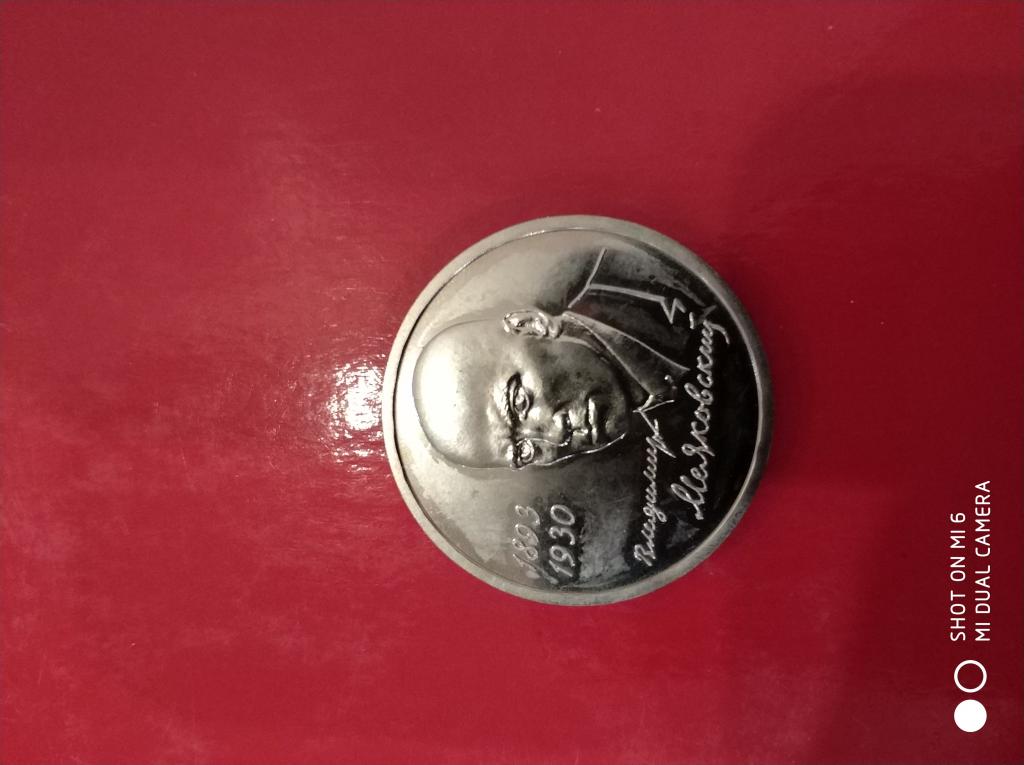 1893
1930
Владимир
Маяковский
SHOT ON MI 6
MI DUAL CAMERA